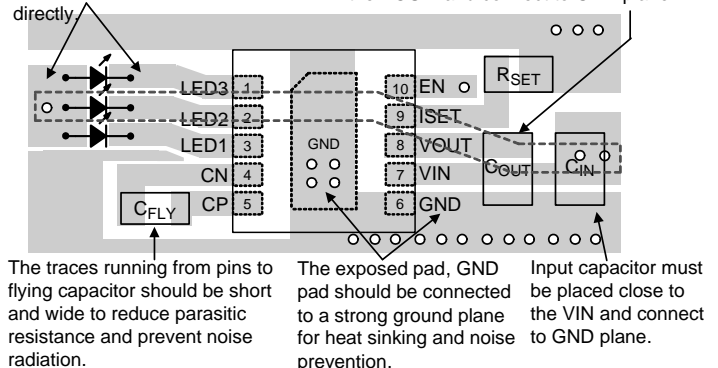 directly.
LED3 1
LED2 2
LED1 3
CN 4
CP 5
GND
10 EN
9 ISET
8 VOUT
7 VIN
6 GND
RSET
COUT
CIN
CFLY
The traces running from pins to
flying capacitor should be short
and wide to reduce parasitic
resistance and prevent noise
radiation.
The exposed pad, GND
pad should be connected
to a strong ground plane
for heat sinking and noise
prevention.
Input capacitor must
be placed close to
the VIN and connect
to GND plane.